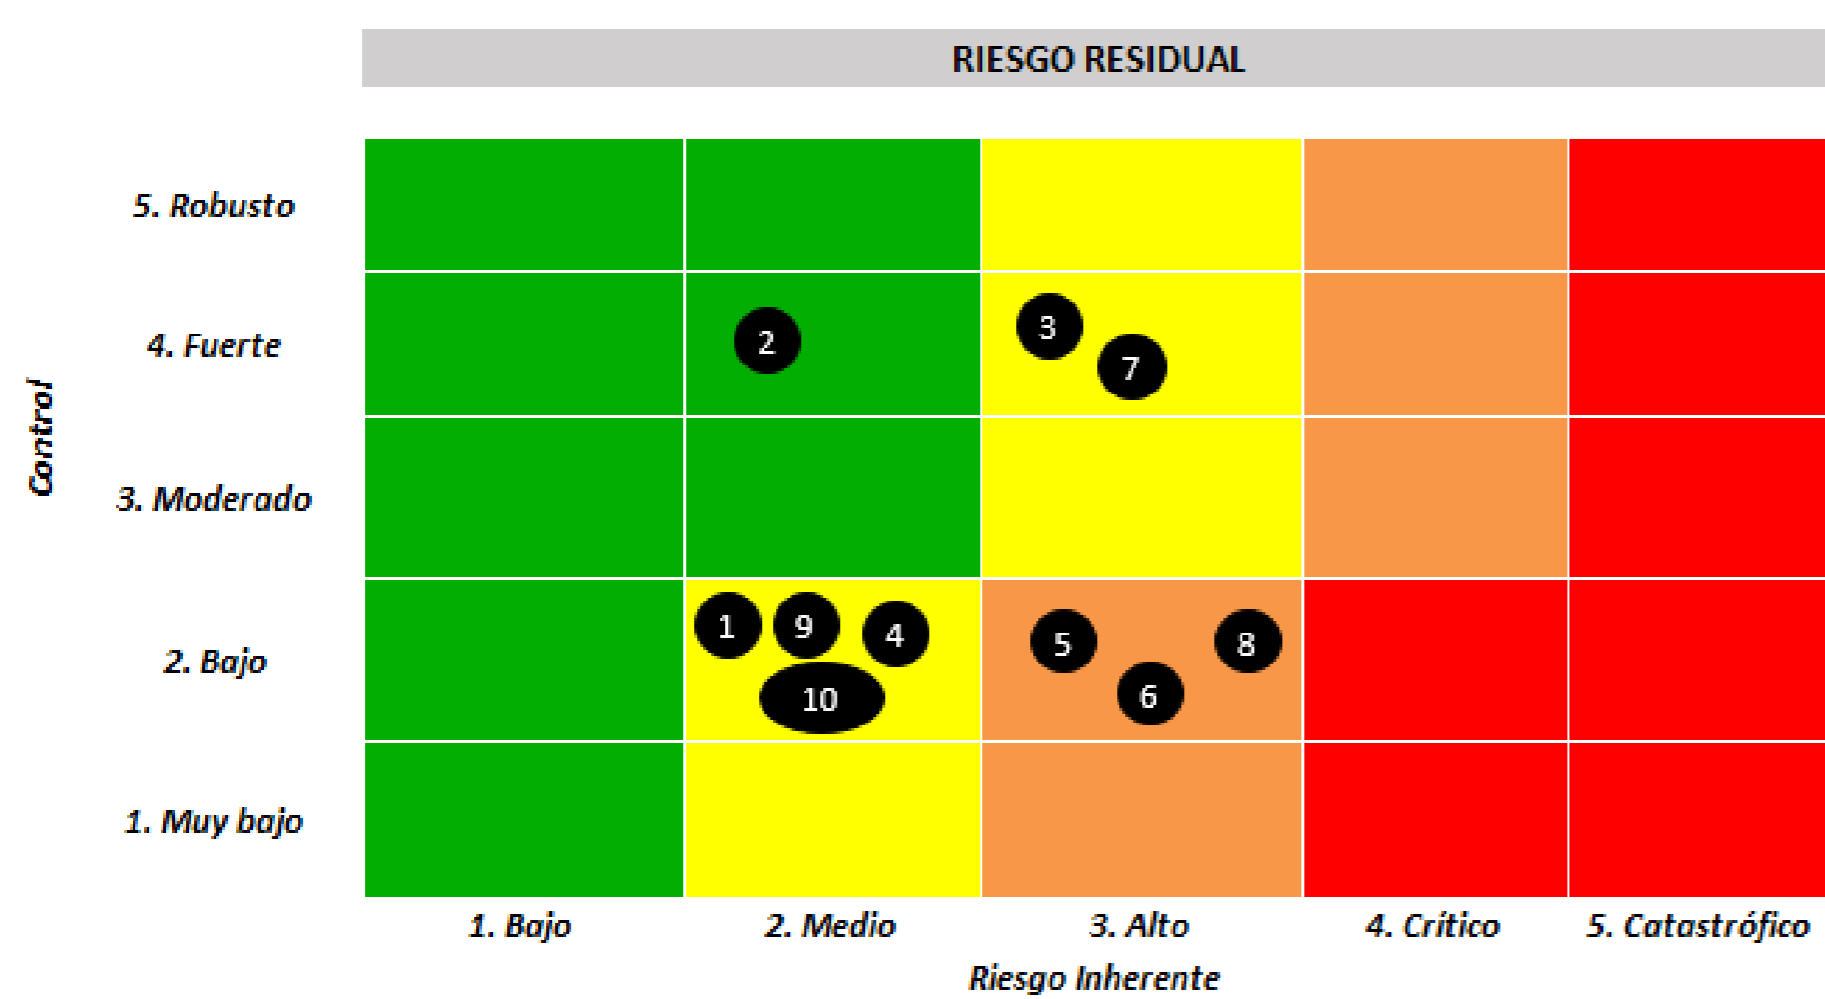 RIESGO RESIDUAL
Control
5. Robusto
4. Fuerte
2
3
7
3. Moderado
2. Bajo
1
9
4
10
5
8
6
1. Muy bajo
1. Bajo
2. Medio
3. Alto
4. Crítico
5. Catastrófico
Riesgo Inherente